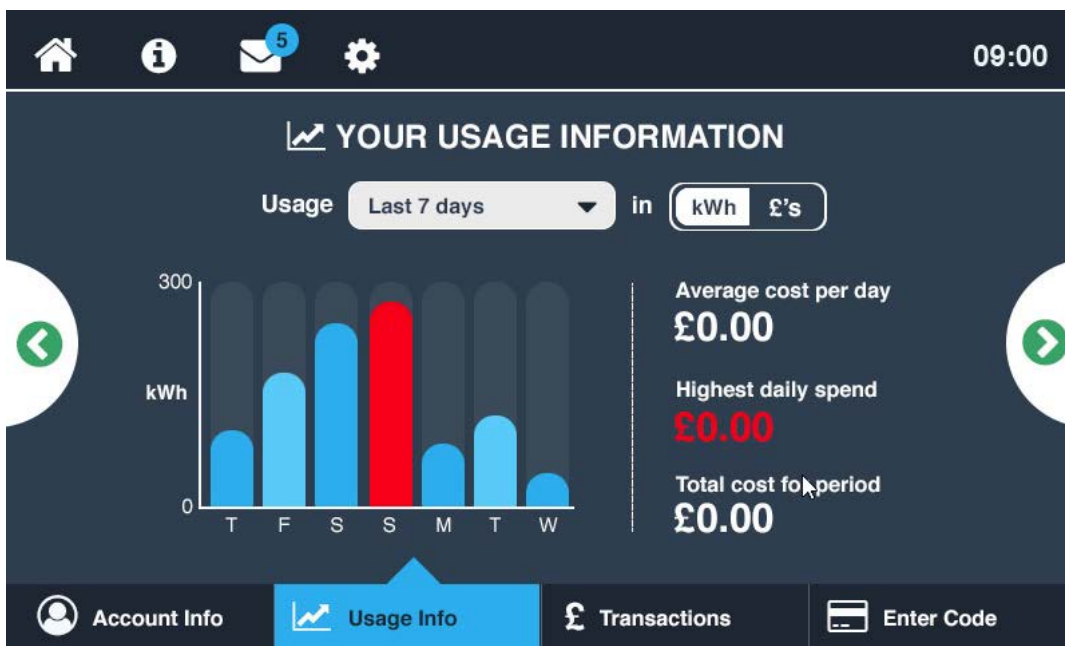 5
09:00
YOUR USAGE INFORMATION
Usage Last 7 days in kWh £'s
300
kWh
0
T F S S M T W
Average cost per day
£0.00
Highest daily spend
£0.00
Total cost for period
£0.00
Account Info
Usage Info
£ Transactions
Enter Code